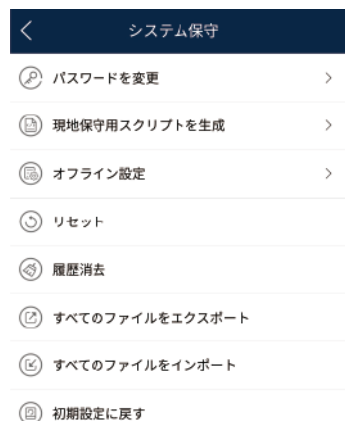 システム保守
パスワードを変更
現地保守用スクリプトを生成
オフライン設定
リセット
履歴消去
すべてのファイルをエクスポート
すべてのファイルをインポート
初期設定に戻す